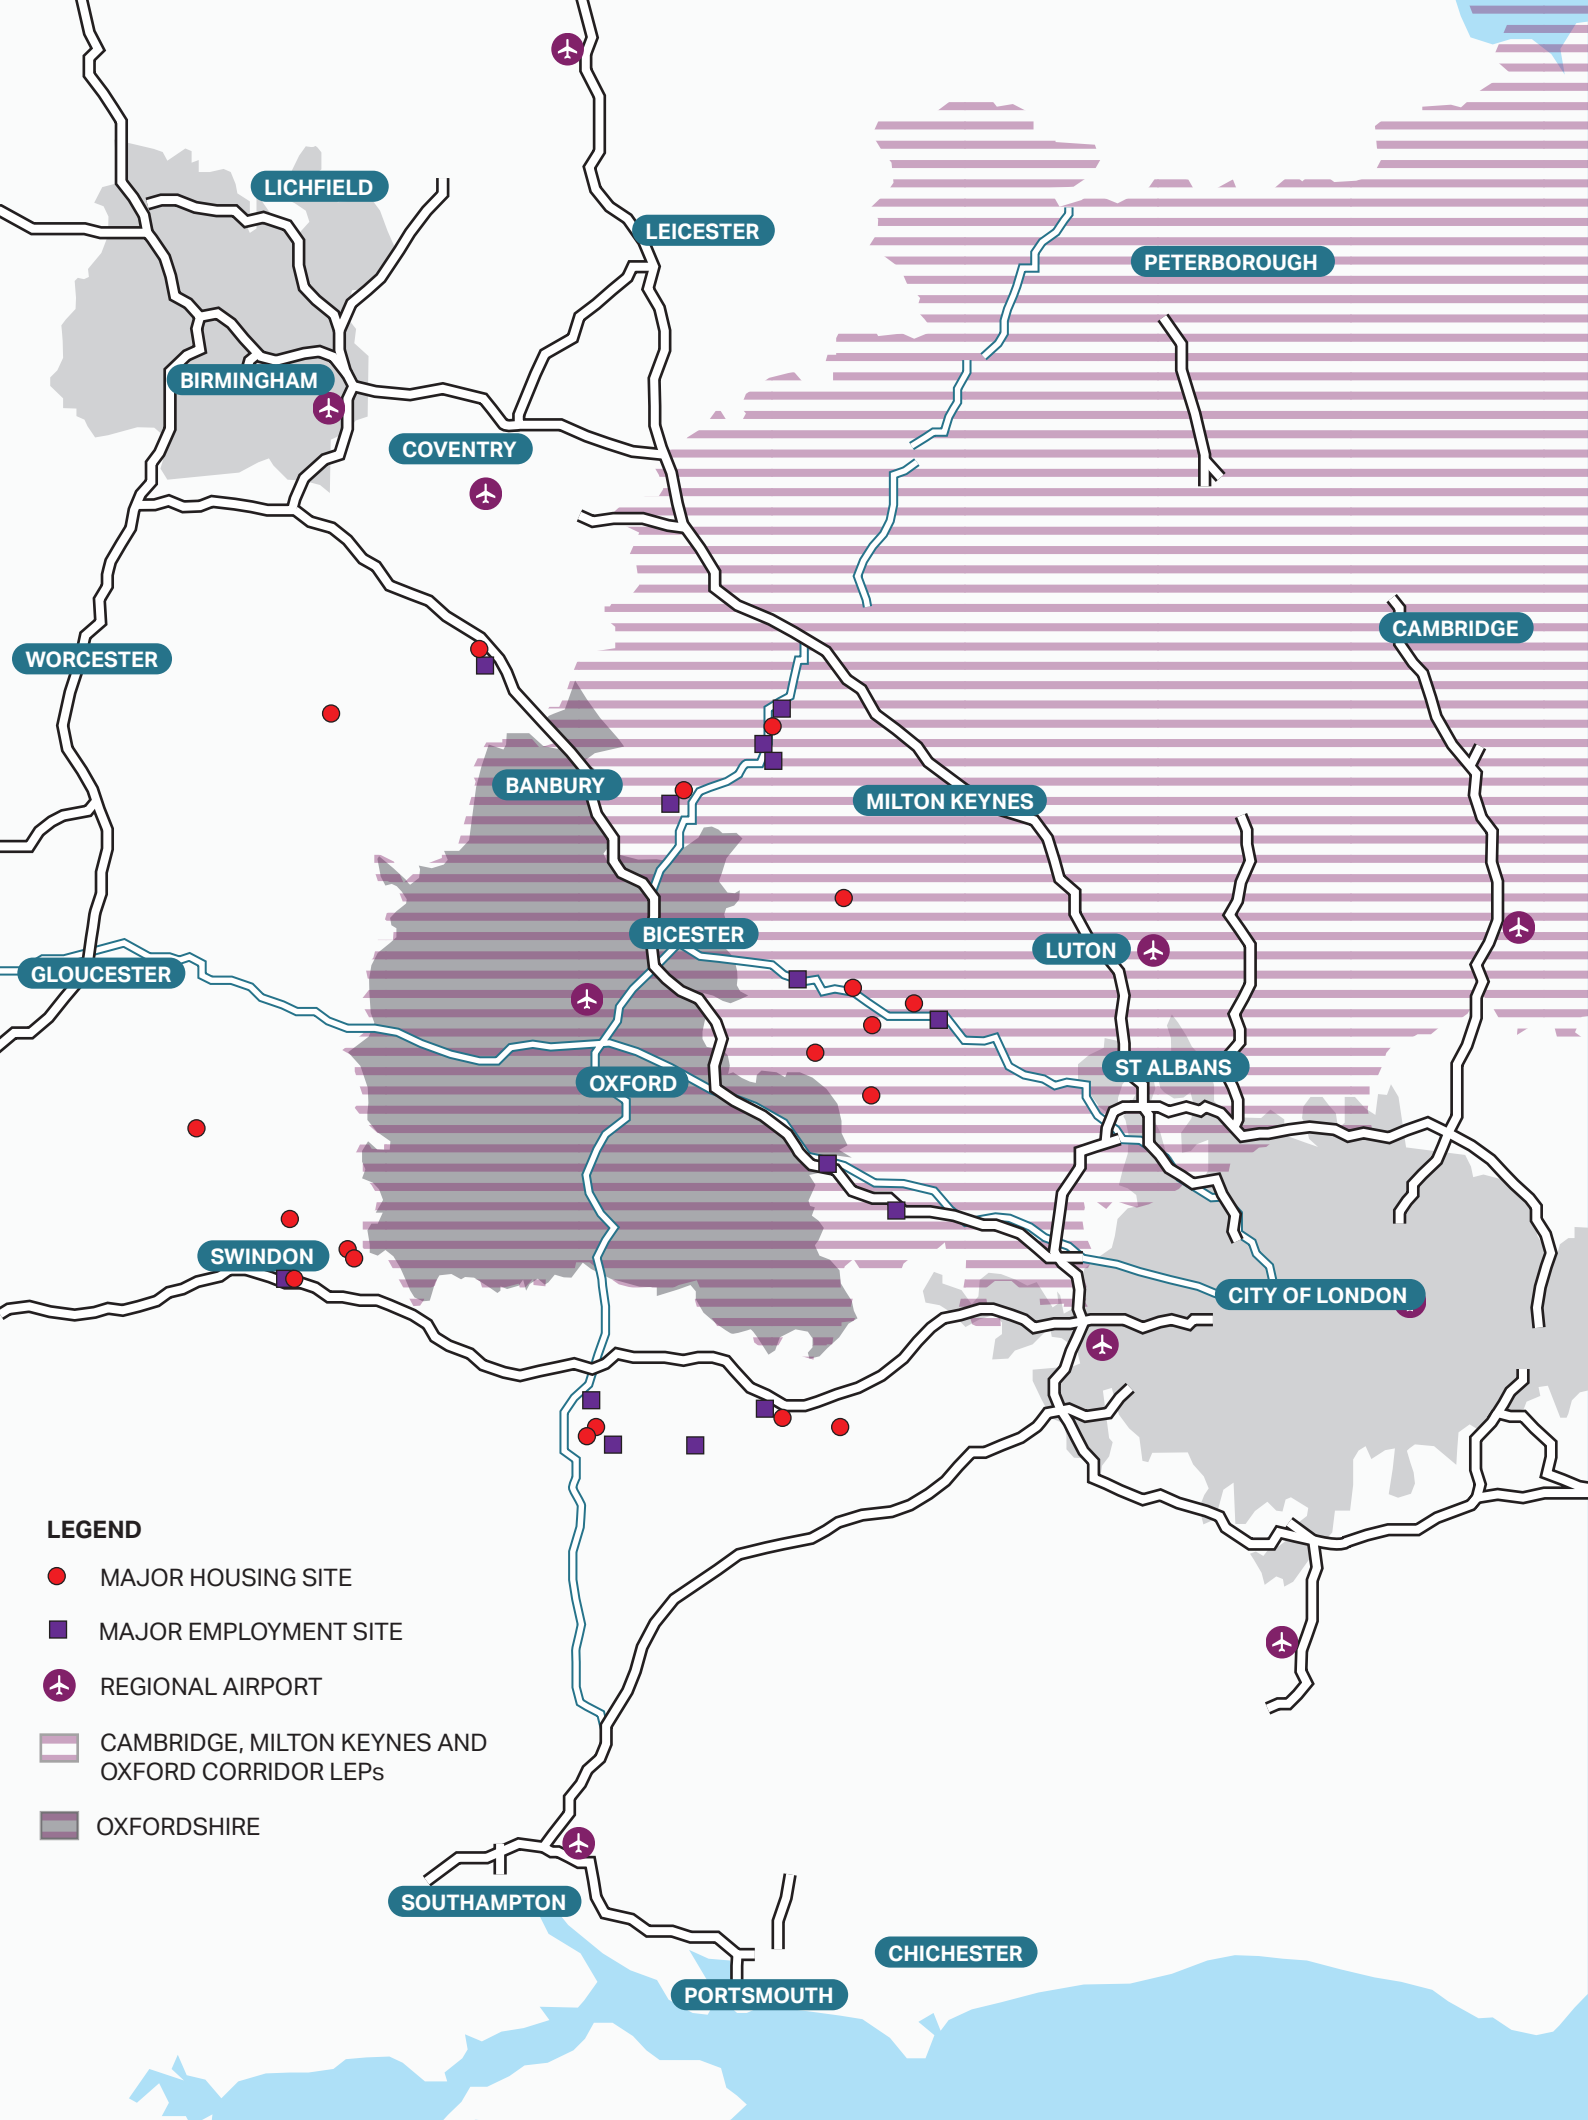 LICHFIELD
LEICESTER
PETERBOROUGH
BIRMINGHAM
COVENTRY
CAMBRIDGE
WORCESTER
BANBURY
MILTON KEYNES
BICESTER
LUTON
GLOUCESTER
ST ALBANS
OXFORD
SWINDON
CITY OF LONDON
LEGEND
MAJOR HOUSING SITE
MAJOR EMPLOYMENT SITE
REGIONAL AIRPORT
CAMBRIDGE, MILTON KEYNES AND
OXFORD CORRIDOR LEPs
OXFORDSHIRE
SOUTHAMPTON
CHICHESTER
PORTSMOUTH